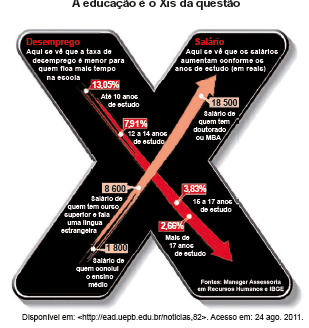 A educação é o Xis da questão
Desemprego
Aqui se vê que a taxa de
desemprego é menor para
quem fica mais tempo
na escola
Salário
Aqui se vê que os salários
aumentam conforme os
anos de estudo (em reais)
13,05%
Até 10 anos
de estudo
7,91%
12 a 14 anos
de estudo
18 500
Salário de
quem tem
doutorado
ou MBA
8 600
Salário de
quem tem curso
superior e fala
uma língua
estrangeira
3,83%
15 a 17 anos
de estudo
2,66%
Mais de
17 anos
de estudo
1 800
Salário de
quem conclui
o ensino
médio
Fontes: Manager Assessoria
em Recursos Humanos e IBGE
Disponível em: <http://ead.uepb.edu.br/noticias,82>. Acesso em: 24 ago. 2011.